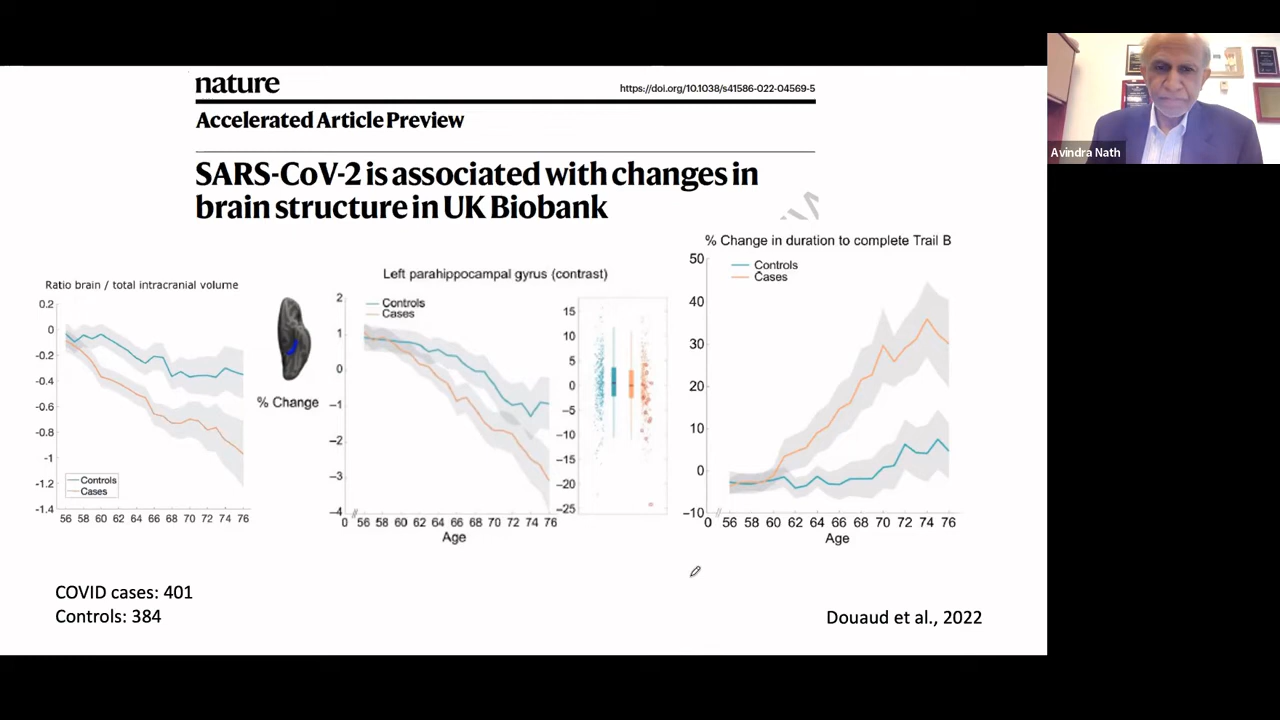 nature
https://doi.org/10.1038/s41586-022-04569-5
Accelerated Article Preview
SARS-CoV-2 is associated with changes in
brain structure in UK Biobank
Avindra Nath
Ratio brain / total intracranial volume
0.2
0
-0.2
-0.4
-0.6
-0.8
-1
-1.2
-1.4
Controls
Cases
56 58 60 62 64 66 68 70 72 74 76
% Change
Left parahippocampal gyrus (contrast)
2
1
0
−1
−2
−3
−4
Controls
Cases
0 56 58 60 62 64 66 68 70 72 74 76
Age
15
10
5
0
−5
−10
−15
−20
−25
% Change in duration to complete Trail B
50
40
30
20
10
0
−10
Controls
Cases
0 56 58 60 62 64 66 68 70 72 74 76
Age
COVID cases: 401
Controls: 384
Douaud et al., 2022